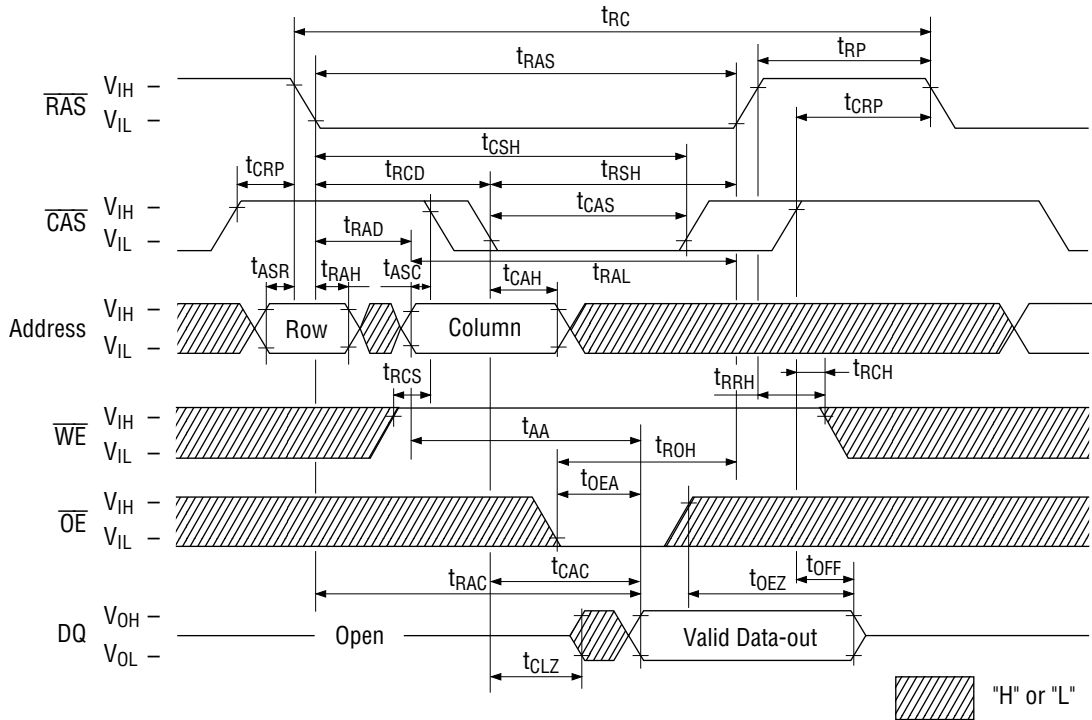 tRC
tRAS
tRP
RAS
VIH
VIL
tCRP
tCSH
tCRP
tRCD
tRSH
CAS
VIH
VIL
tCAS
tRAD
tRAL
tASR
tRAH
tASC
tCAH
Address
VIH
VIL
Row
Column
tRCS
tRRH
tRCH
WE
VIH
VIL
tAA
tROH
tOEA
OE
VIH
VIL
tCAC
tOFF
tRAC
tOEZ
DQ
VOH
VOL
Open
Valid Data-out
tCLZ
"H" or "L"